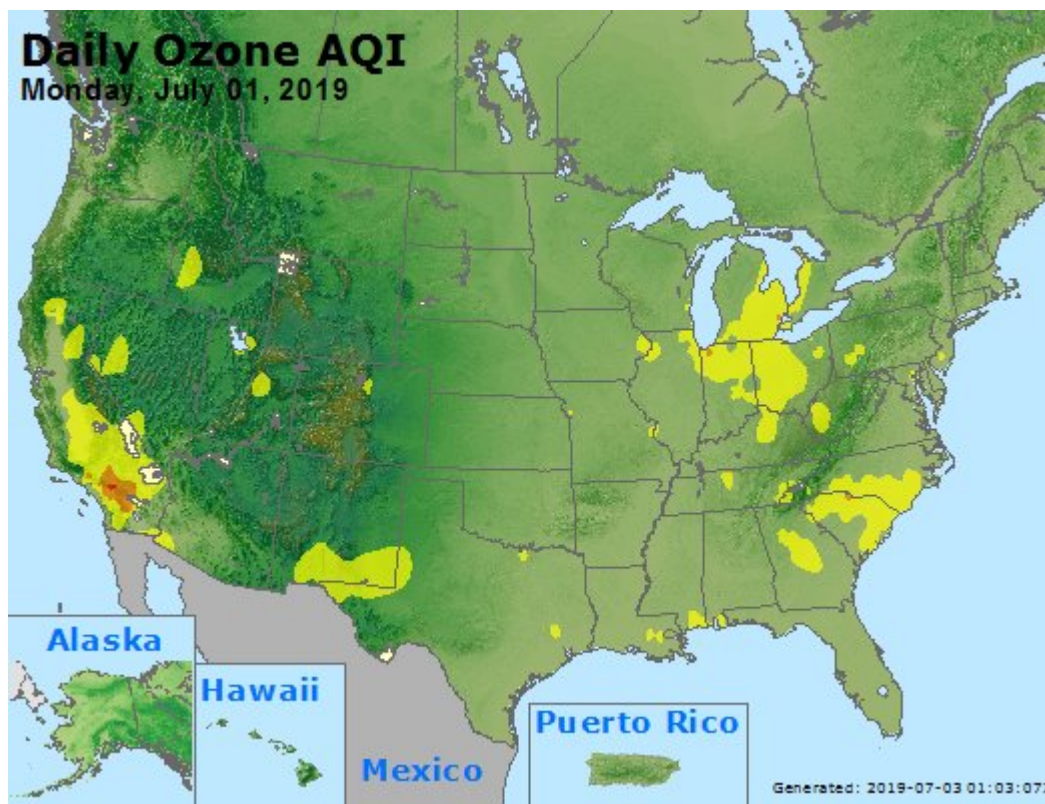 Daily Ozone AQI
Monday, July 01, 2019
Alaska
Hawaii
Puerto Rico
Mexico
Generated: 2019-07-03 01:03:07